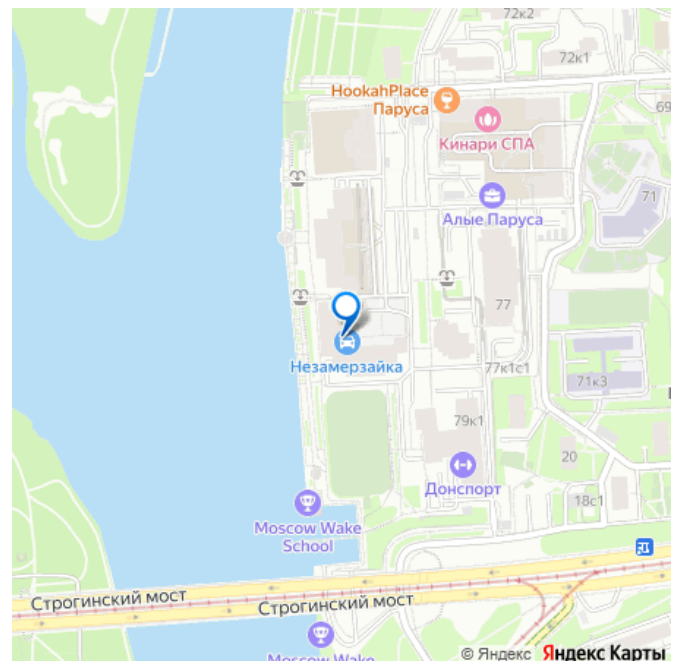 72к2
72к1
HookahPlace
Паруса
69
Кинари СПА
71
Алые Паруса
77
Незамерзайка
77к1с1
71к3
79к1
20
Донспорт
18с1
Moscow Wake
School
Строгинский мост
Строгинский мост
Moscow Wake
© Яндекс Яндекс Карты